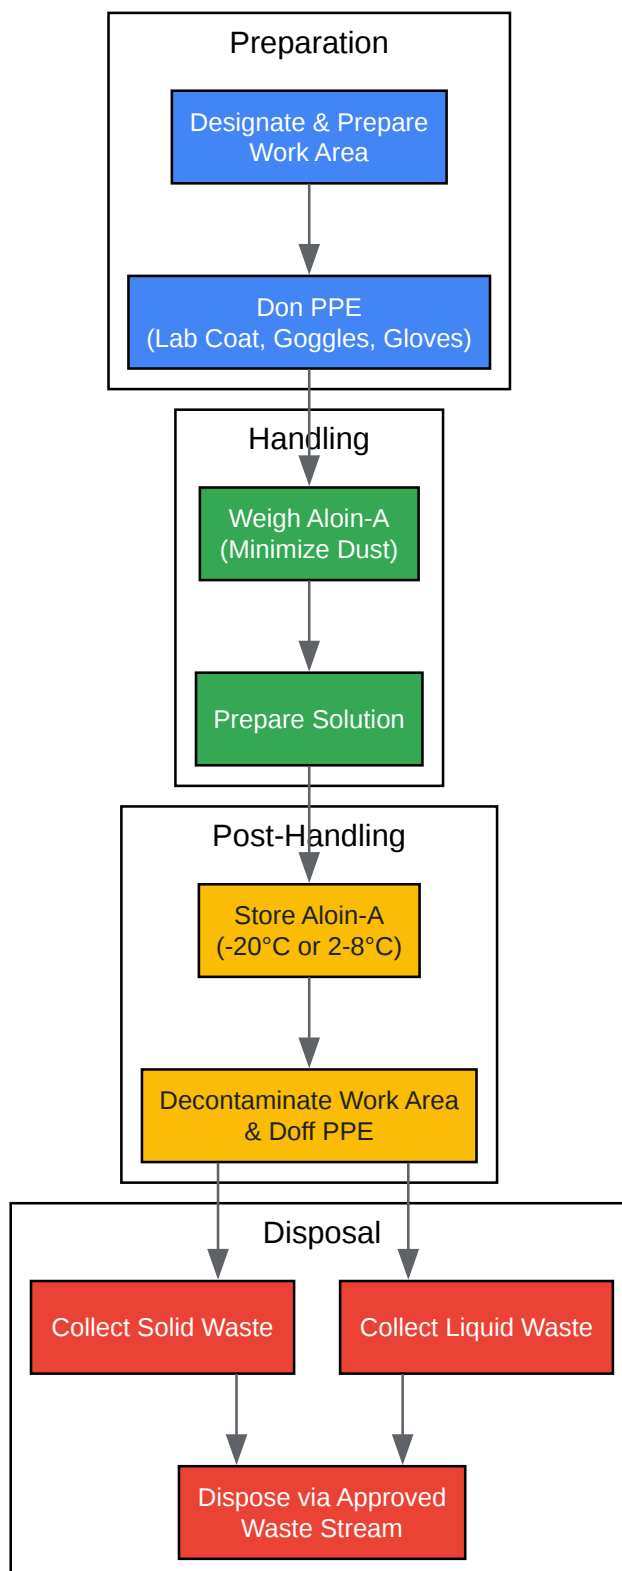 Preparation
Designate & Prepare
Work Area
Don PPE
(Lab Coat, Goggles, Gloves)
Handling
Weigh Aloin-A
(Minimize Dust)
Prepare Solution
Post-Handling
Store Aloin-A
(-20°C or 2-8°C)
Decontaminate Work Area
& Doff PPE
Disposal
Collect Solid Waste
Collect Liquid Waste
Dispose via Approved
Waste Stream